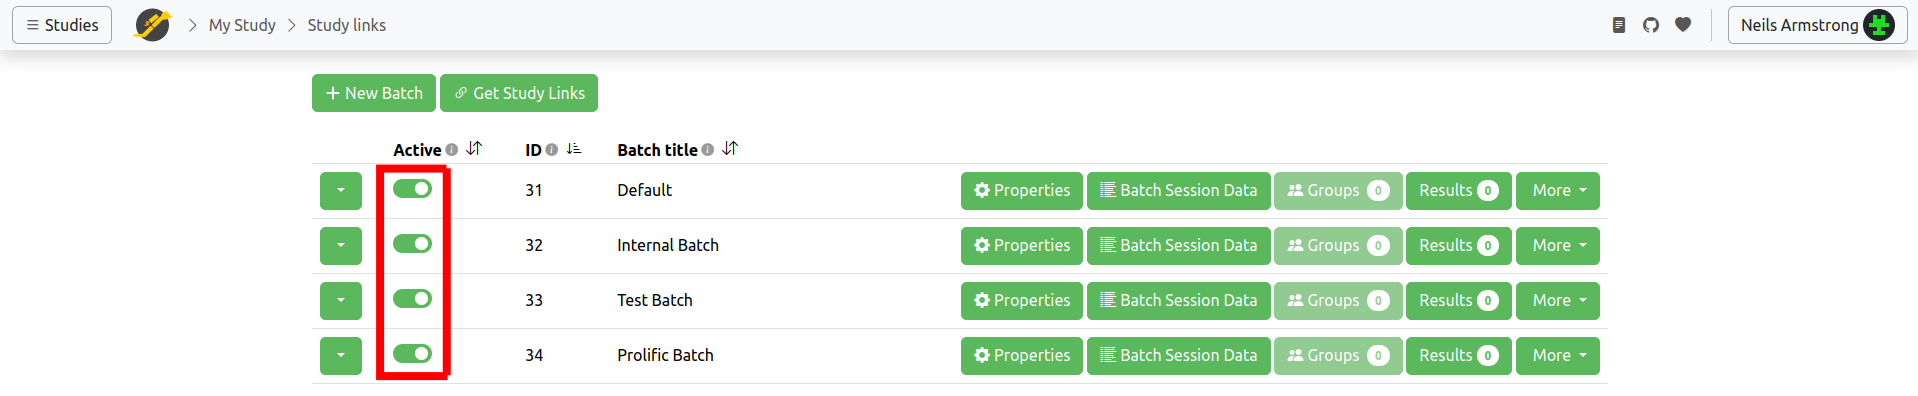 Studies My Study Study links Neils Armstrong
New Batch Get Study Links
Active ID Batch title
31 Default Properties Batch Session Data Groups 0 Results 0 More
32 Internal Batch Properties Batch Session Data Groups 0 Results 0 More
33 Test Batch Properties Batch Session Data Groups 0 Results 0 More
34 Prolific Batch Properties Batch Session Data Groups 0 Results 0 More